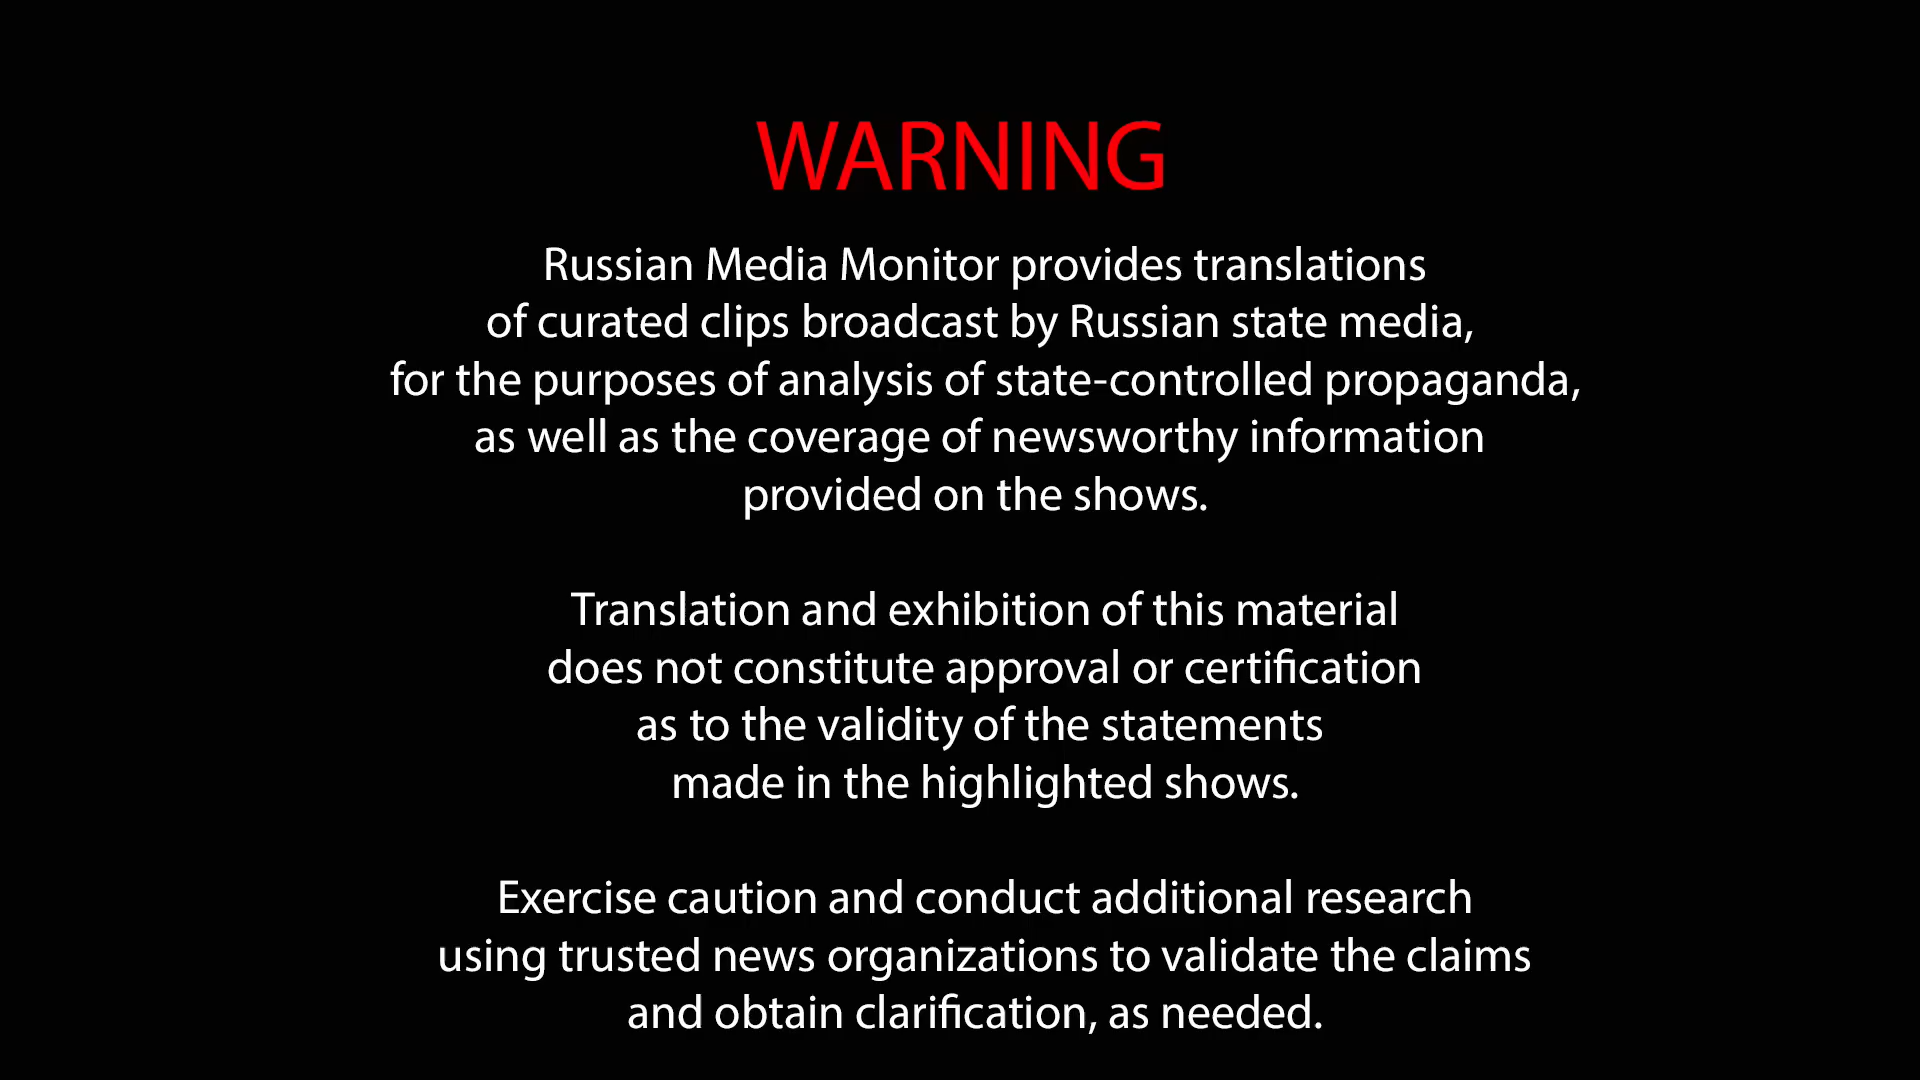 WARNING
Russian Media Monitor provides translations
of curated clips broadcast by Russian state media,
for the purposes of analysis of state-controlled propaganda,
as well as the coverage of newsworthy information
provided on the shows.
Translation and exhibition of this material
does not constitute approval or certification
as to the validity of the statements
made in the highlighted shows.
Exercise caution and conduct additional research
using trusted news organizations to validate the claims
and obtain clarification, as needed.